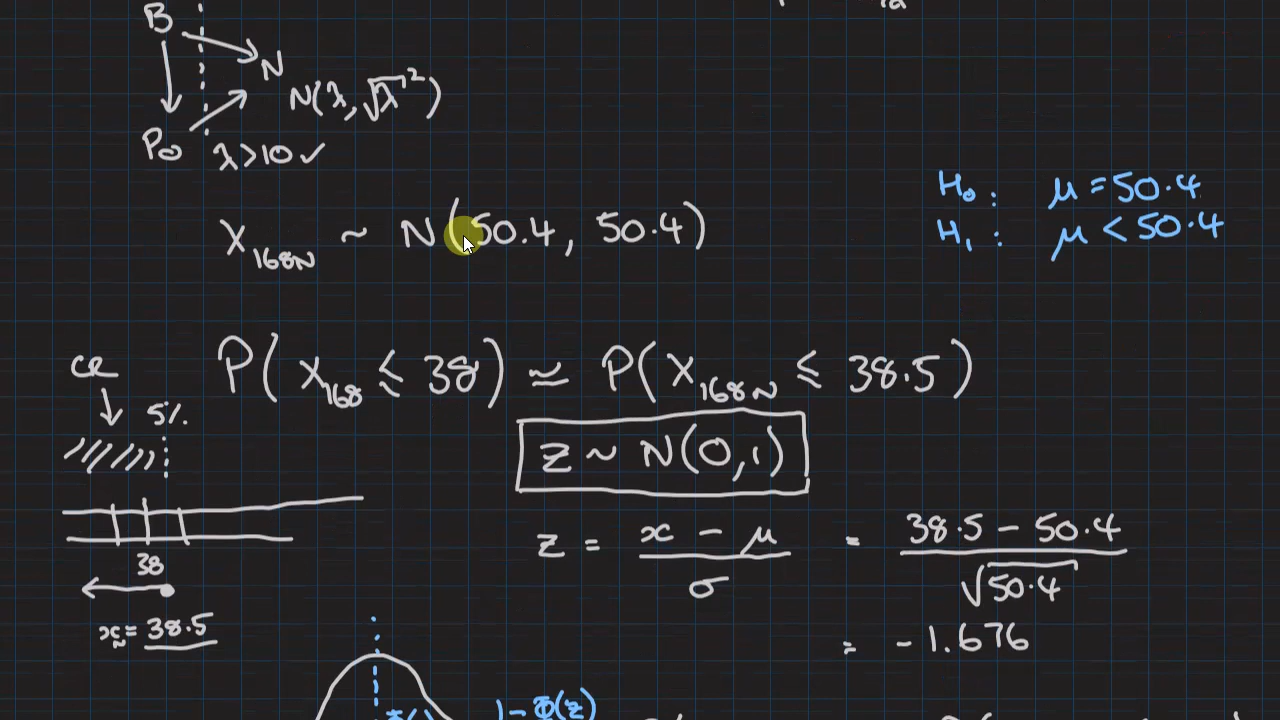 B
N
N(λ, √λ²)
Po λ>10 ✓
H₀: μ = 50.4
H₁: μ < 50.4
X₁₆₈N ~ N(50.4, 50.4)
CR
P(X₁₆₈ ≤ 38) ≃ P(X₁₆₈N ≤ 38.5)
5%
Z ~ N(0,1)
z = (x - μ)/σ = (38.5 - 50.4)/√50.4
38
xN = 38.5
= -1.676
1-Φ(z)